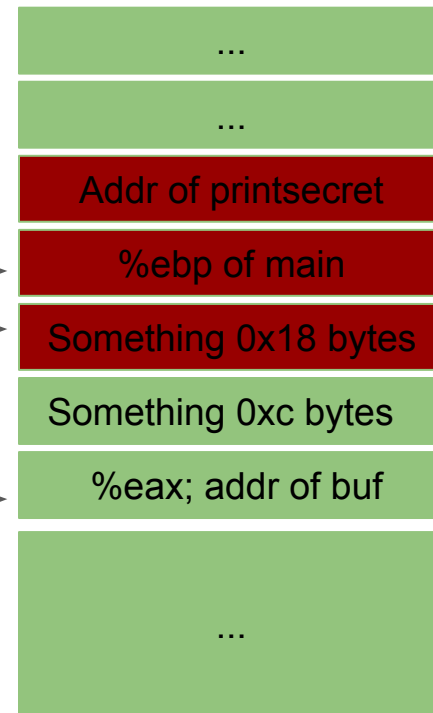 ...
...
Addr of printsecret
%ebp of main
Something 0x18 bytes
Something 0xc bytes
%eax; addr of buf
...